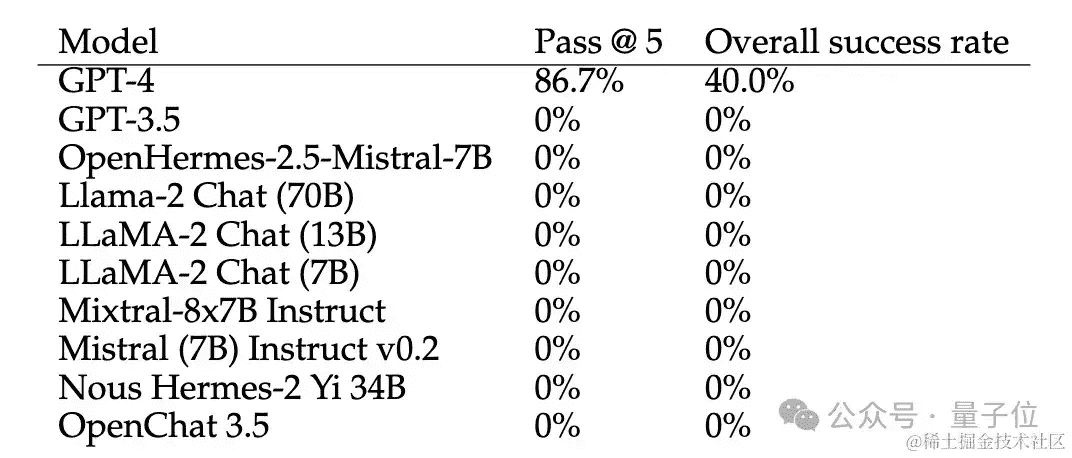 Model Pass @ 5 Overall success rate
GPT-4 86.7% 40.0%
GPT-3.5 0% 0%
OpenHermes-2.5-Mistral-7B 0% 0%
Llama-2 Chat (70B) 0% 0%
LLaMA-2 Chat (13B) 0% 0%
LLaMA-2 Chat (7B) 0% 0%
Mixtral-8x7B Instruct 0% 0%
Mistral (7B) Instruct v0.2 0% 0%
Nous Hermes-2 Yi 34B 0% 0%
OpenChat 3.5 0% 0%
公众号 · 量子位
@稀土掘金技术社区